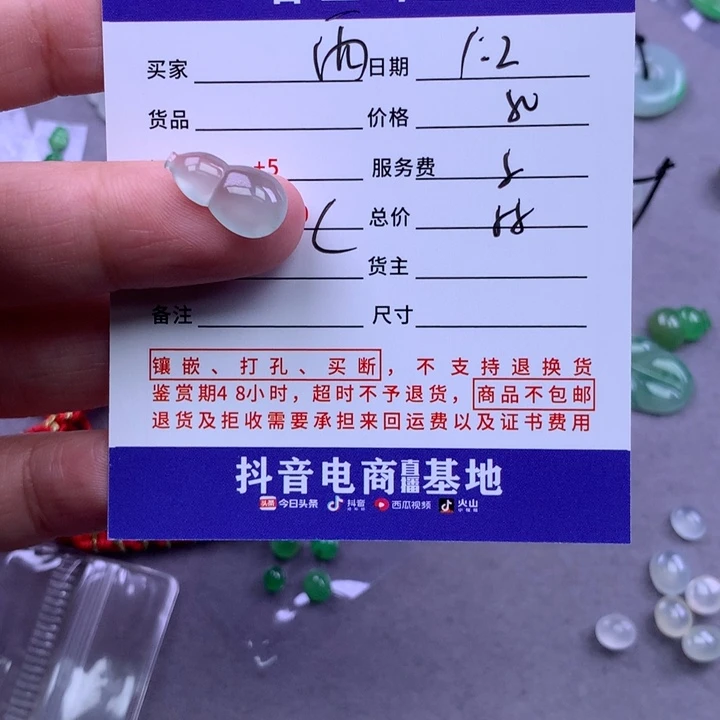 买家 日期 1:2
货品 价格 80
+5 服务费 8
总价 88
货主
备注 尺寸
镶嵌、打孔、买断，不支持退换货
鉴赏期48小时，超时不予退货，商品不包邮
退货及拒收需要承担来回运费以及证书费用
抖音电商直播基地
头条 今日头条 抖音 西瓜视频 火山